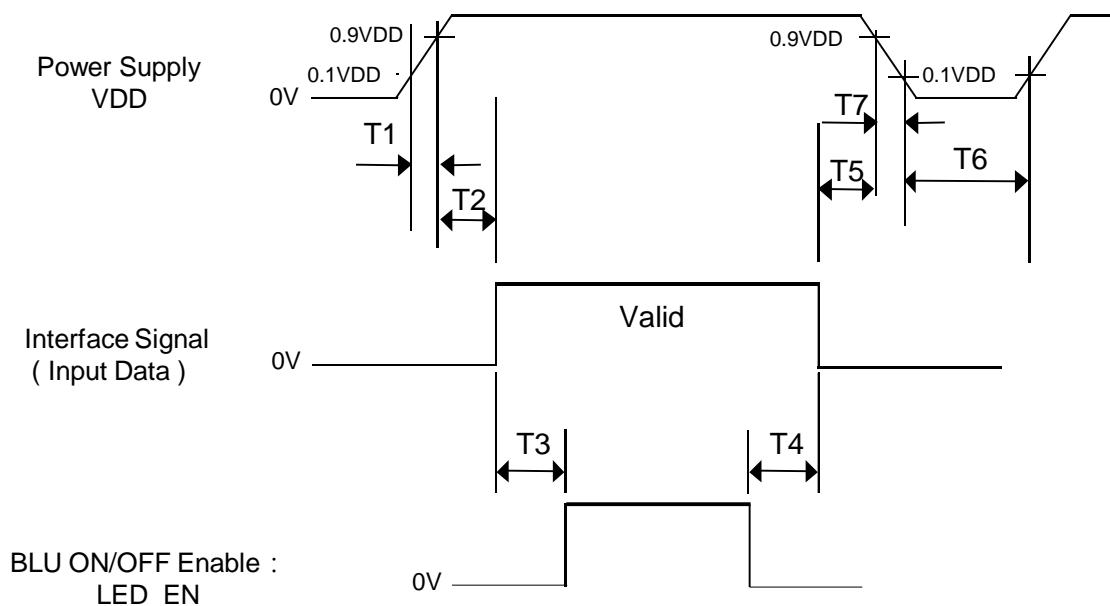 0.9VDD
0.9VDD
Power Supply
VDD
0.1VDD
0.1VDD
0V
T1
T7
T2
T5
T6
Valid
Interface Signal
( Input Data )
0V
T3
T4
BLU ON/OFF Enable :
LED EN
0V